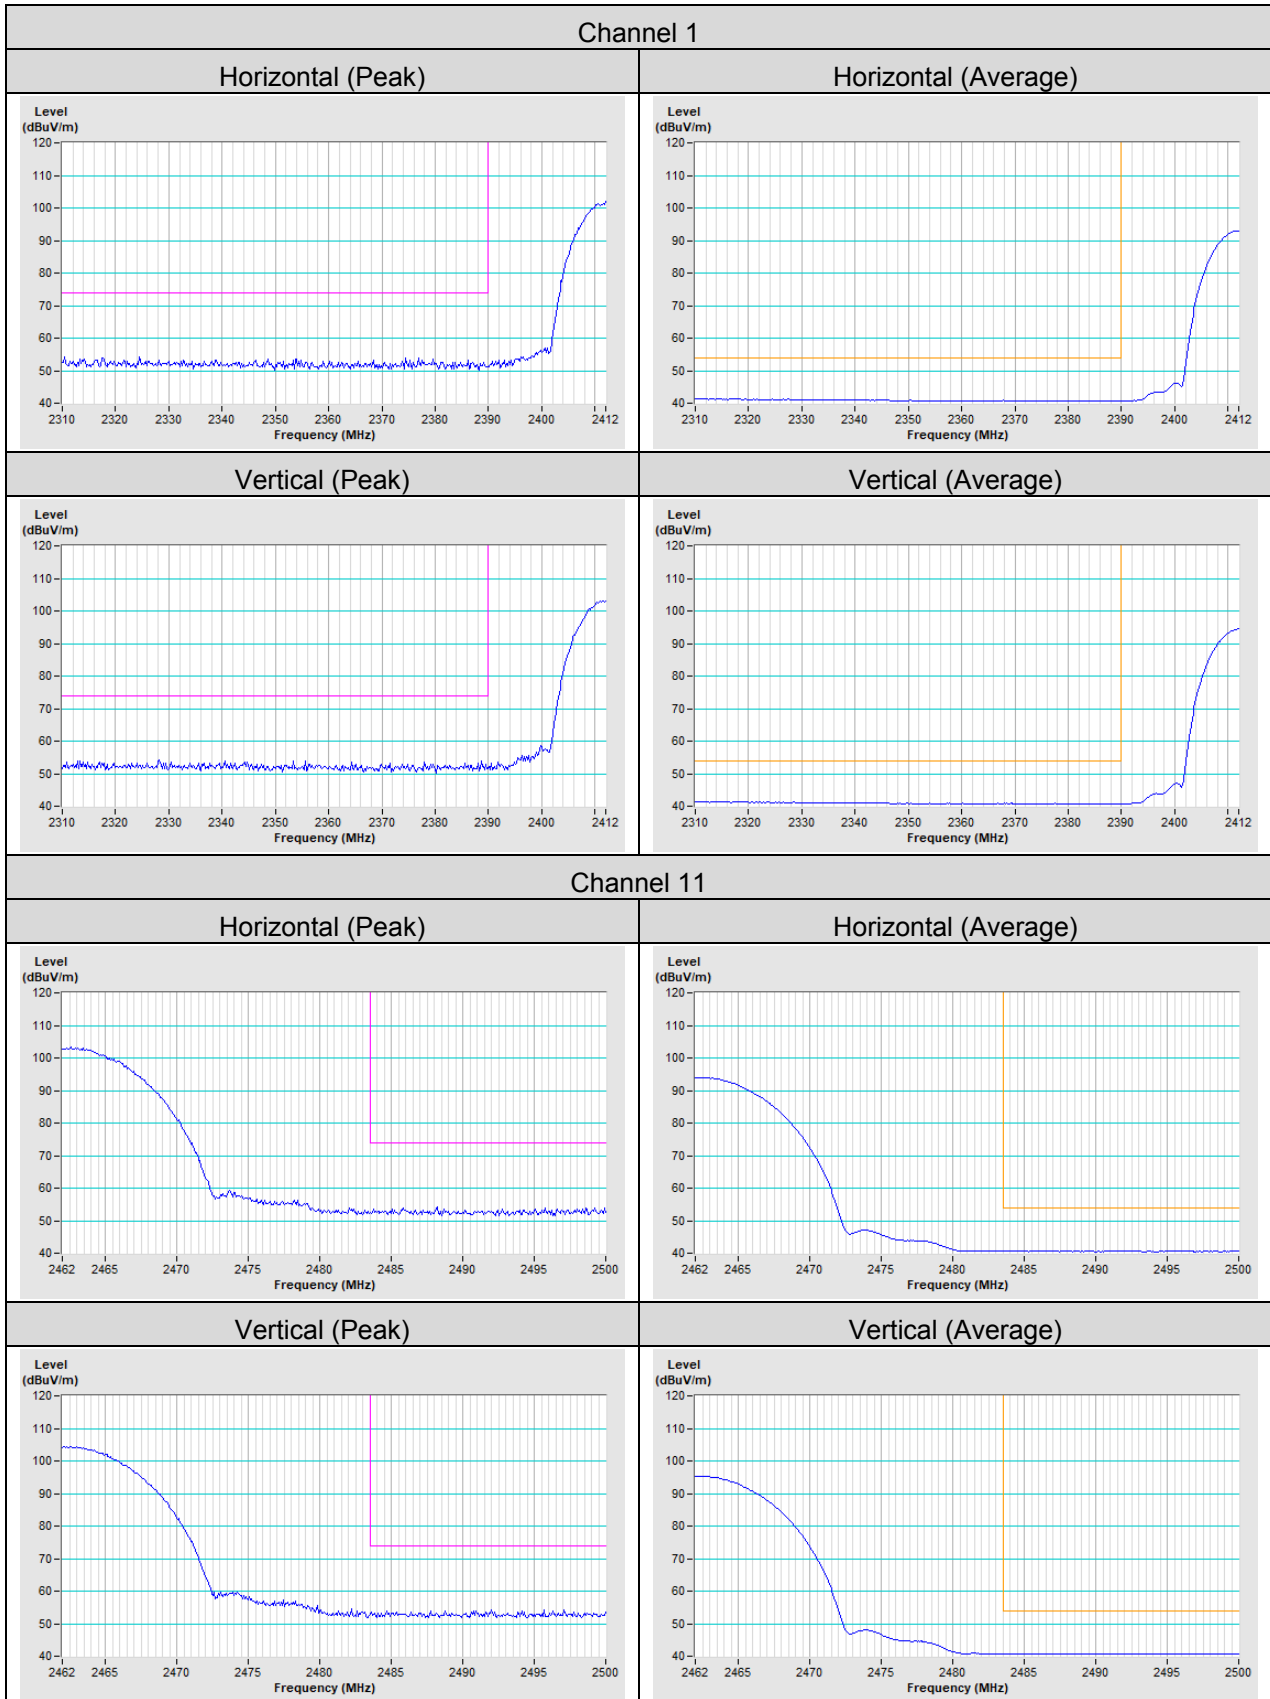 Channel 1
Horizontal (Peak) Horizontal (Average)
Level Level
(dBuV/m) (dBuV/m)
120 120
110 110
100 100
90 90
80 80
70 70
60 60
50 50
40 40
2310 2320 2330 2340 2350 2360 2370 2380 2390 2400 2412 2310 2320 2330 2340 2350 2360 2370 2380 2390 2400 2412
Frequency (MHz) Frequency (MHz)
Vertical (Peak) Vertical (Average)
Level Level
(dBuV/m) (dBuV/m)
120 120
110 110
100 100
90 90
80 80
70 70
60 60
50 50
40 40
2310 2320 2330 2340 2350 2360 2370 2380 2390 2400 2412 2310 2320 2330 2340 2350 2360 2370 2380 2390 2400 2412
Frequency (MHz) Frequency (MHz)
Channel 11
Horizontal (Peak) Horizontal (Average)
Level Level
(dBuV/m) (dBuV/m)
120 120
110 110
100 100
90 90
80 80
70 70
60 60
50 50
40 40
2462 2465 2470 2475 2480 2485 2490 2495 2500 2462 2465 2470 2475 2480 2485 2490 2495 2500
Frequency (MHz) Frequency (MHz)
Vertical (Peak) Vertical (Average)
Level Level
(dBuV/m) (dBuV/m)
120 120
110 110
100 100
90 90
80 80
70 70
60 60
50 50
40 40
2462 2465 2470 2475 2480 2485 2490 2495 2500 2462 2465 2470 2475 2480 2485 2490 2495 2500
Frequency (MHz) Frequency (MHz)